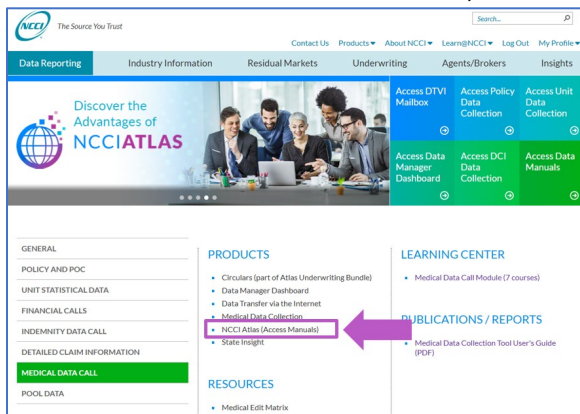 NCCI
The Source You Trust
Search...
Contact Us Products About NCCI Learn@NCCI Log Out My Profile
Data Reporting Industry Information Residual Markets Underwriting Agents/Brokers Insights
Discover the
Advantages of
NCCIATLAS
Access DTVI
Mailbox
Access Policy
Data
Collection
Access Unit
Data
Collection
Access Data
Manager
Dashboard
Access DCI
Data
Collection
Access Data
Manuals
GENERAL
POLICY AND POC
UNIT STATISTICAL DATA
FINANCIAL CALLS
INDEMNITY DATA CALL
DETAILED CLAIM INFORMATION
MEDICAL DATA CALL
POOL DATA
PRODUCTS
• Circulars (part of Atlas Underwriting Bundle)
• Data Manager Dashboard
• Data Transfer via the Internet
• Medical Data Collection
• NCCI Atlas (Access Manuals)
• State Insight
RESOURCES
• Medical Edit Matrix
LEARNING CENTER
• Medical Data Call Module (7 courses)
PUBLICATIONS / REPORTS
• Medical Data Collection Tool User's Guide
(PDF)